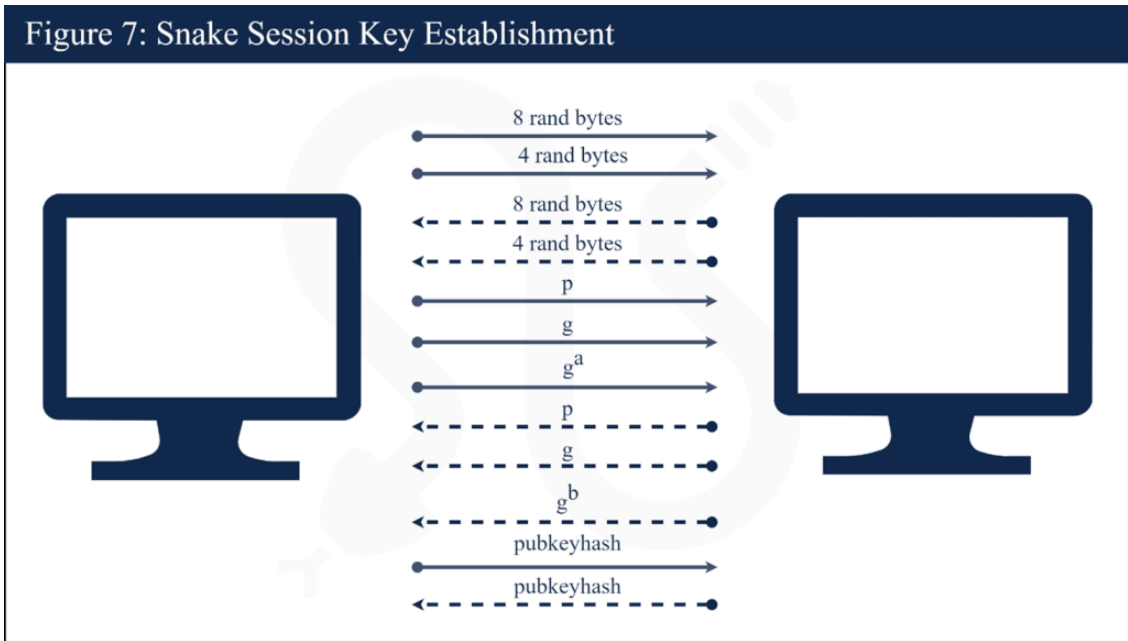 Figure 7: Snake Session Key Establishment
8 rand bytes
4 rand bytes
8 rand bytes
4 rand bytes
p
g
g^a
p
g
g^b
pubkeyhash
pubkeyhash